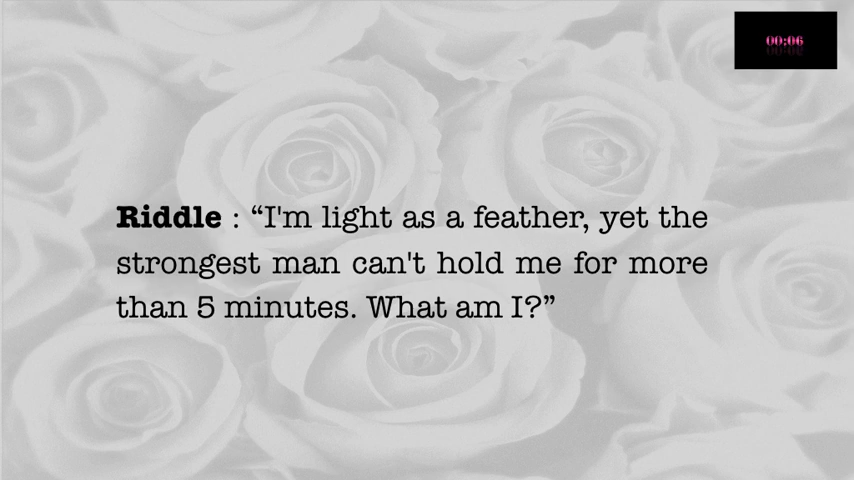 00:06
Riddle : “I'm light as a feather, yet the
strongest man can't hold me for more
than 5 minutes. What am I?”